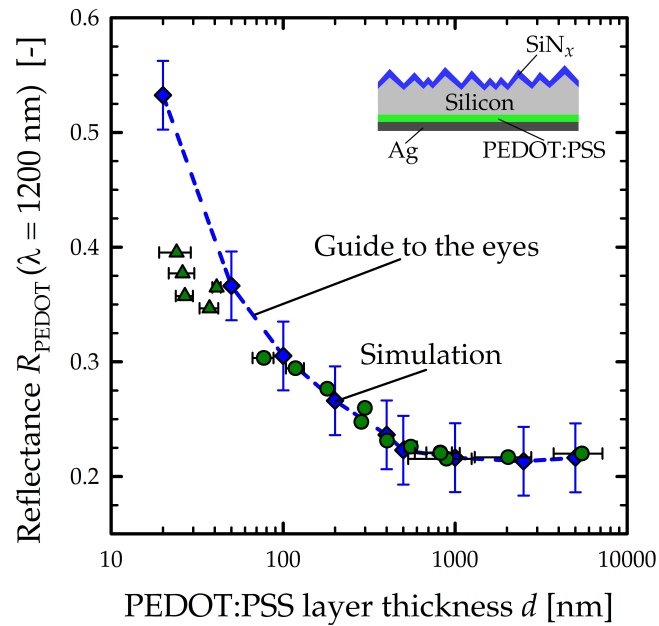 0.6
0.5
0.4
0.3
0.2
Reflectance R_PEDOT (λ = 1200 nm) [-]
SiNₓ
Silicon
Ag
PEDOT:PSS
Guide to the eyes
Simulation
10
100
1000
10000
PEDOT:PSS layer thickness d [nm]